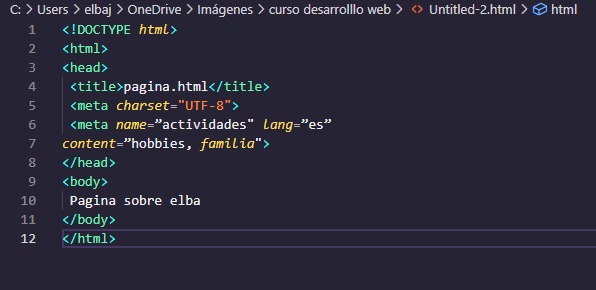 C: > Users > elbaj > OneDrive > Imágenes > curso desarrolllo web > <> Untitled-2.html > html
1 <!DOCTYPE html>
2 <html>
3 <head>
4 <title>pagina.html</title>
5 <meta charset="UTF-8">
6 <meta name=”actividades" lang=”es”
7 content=”hobbies, familia">
8 </head>
9 <body>
10 Pagina sobre elba
11 </body>
12 </html>